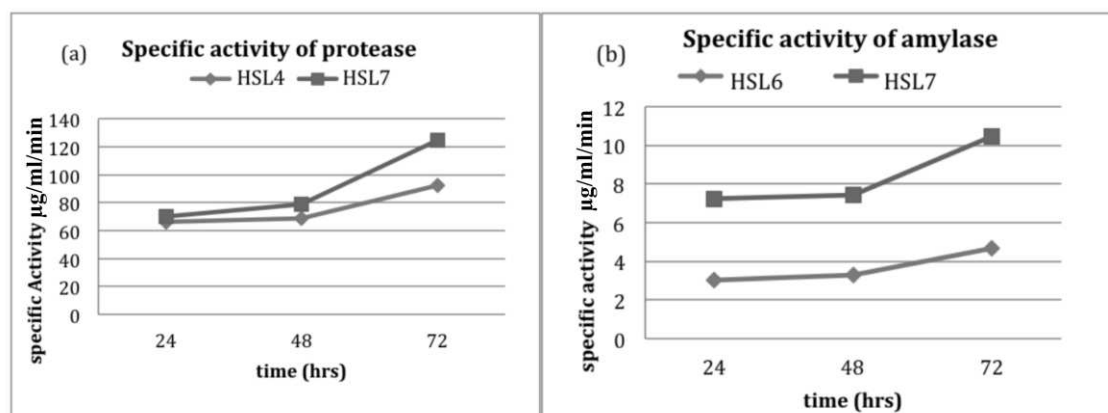 (a)
Specific activity of protease
HSL4 HSL7
specific Activity µg/ml/min
140
120
100
80
60
40
20
0
24 48 72
time (hrs)
(b)
Specific activity of amylase
HSL6 HSL7
specific activity µg/ml/min
12
10
8
6
4
2
0
24 48 72
time (hrs)